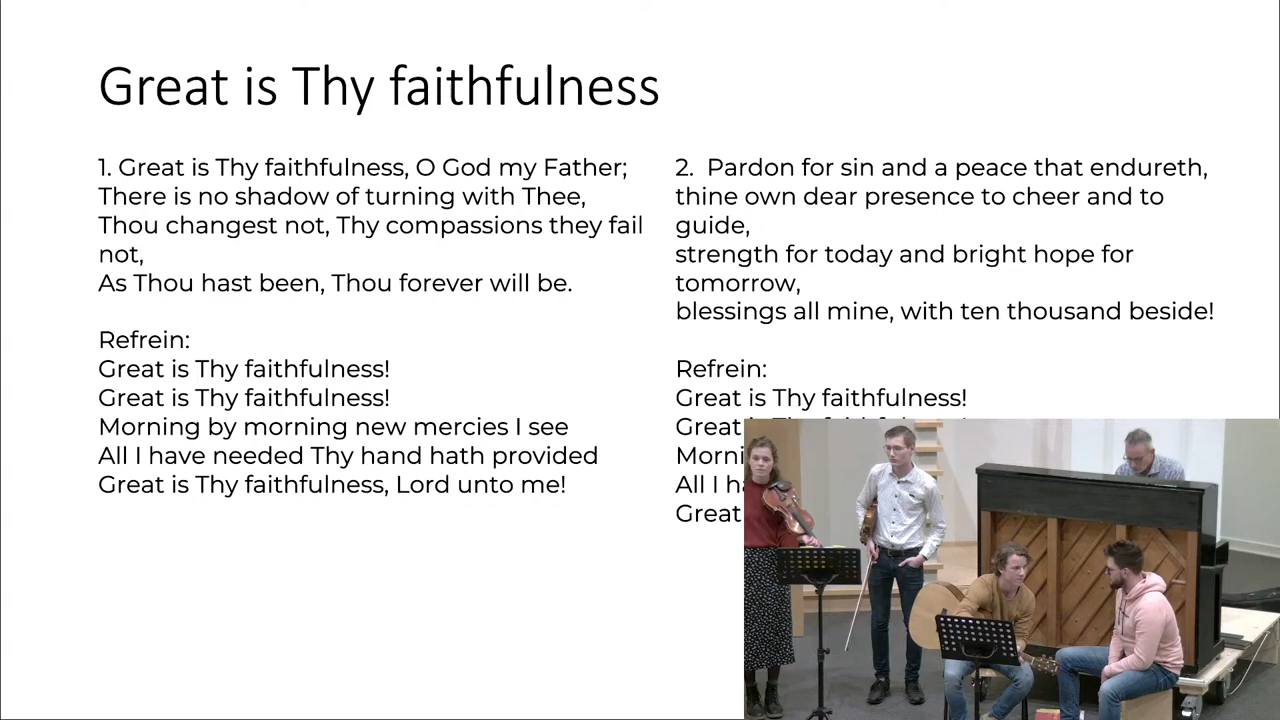 Great is Thy faithfulness
1. Great is Thy faithfulness, O God my Father;
There is no shadow of turning with Thee,
Thou changest not, Thy compassions they fail
not,
As Thou hast been, Thou forever will be.
Refrein:
Great is Thy faithfulness!
Great is Thy faithfulness!
Morning by morning new mercies I see
All I have needed Thy hand hath provided
Great is Thy faithfulness, Lord unto me!
2.  Pardon for sin and a peace that endureth,
thine own dear presence to cheer and to
guide,
strength for today and bright hope for
tomorrow,
blessings all mine, with ten thousand beside!
Refrein:
Great is Thy faithfulness!
Great
Morni
All I h
Great